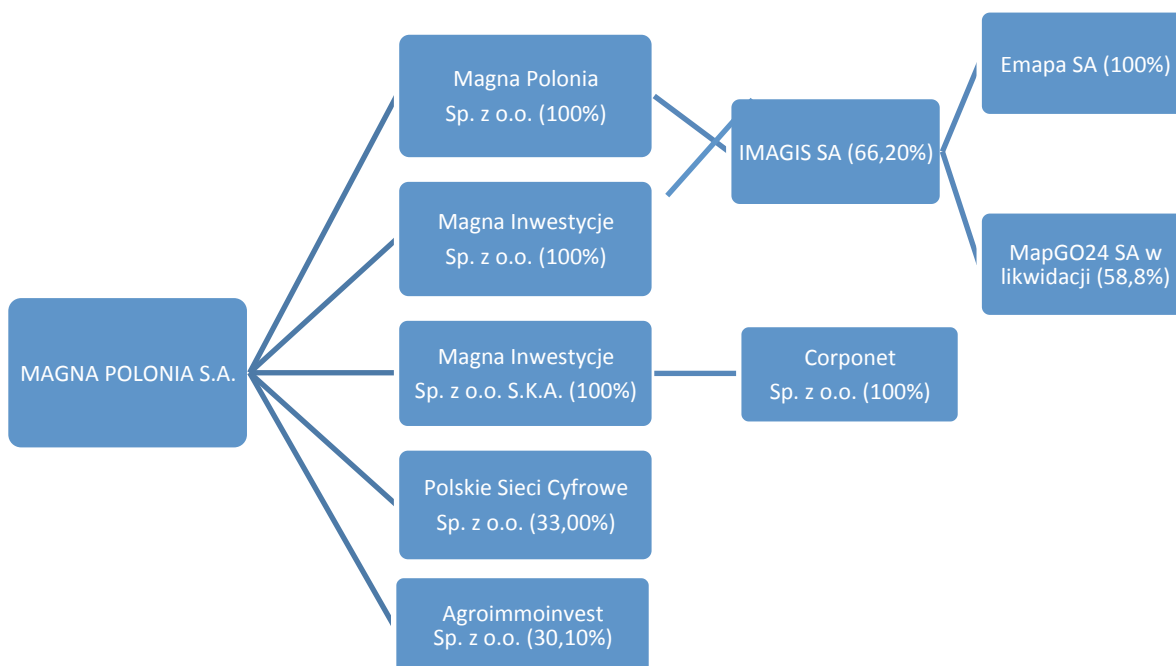 MAGNA POLONIA S.A.
Magna Polonia
Sp. z o.o. (100%)
Magna Inwestycje
Sp. z o.o. (100%)
Magna Inwestycje
Sp. z o.o. S.K.A. (100%)
Polskie Sieci Cyfrowe
Sp. z o.o. (33,00%)
Agroimmoinvest
Sp. z o.o. (30,10%)
IMAGIS SA (66,20%)
Corponet
Sp. z o.o. (100%)
Emapa SA (100%)
MapGO24 SA w
likwidacji (58,8%)